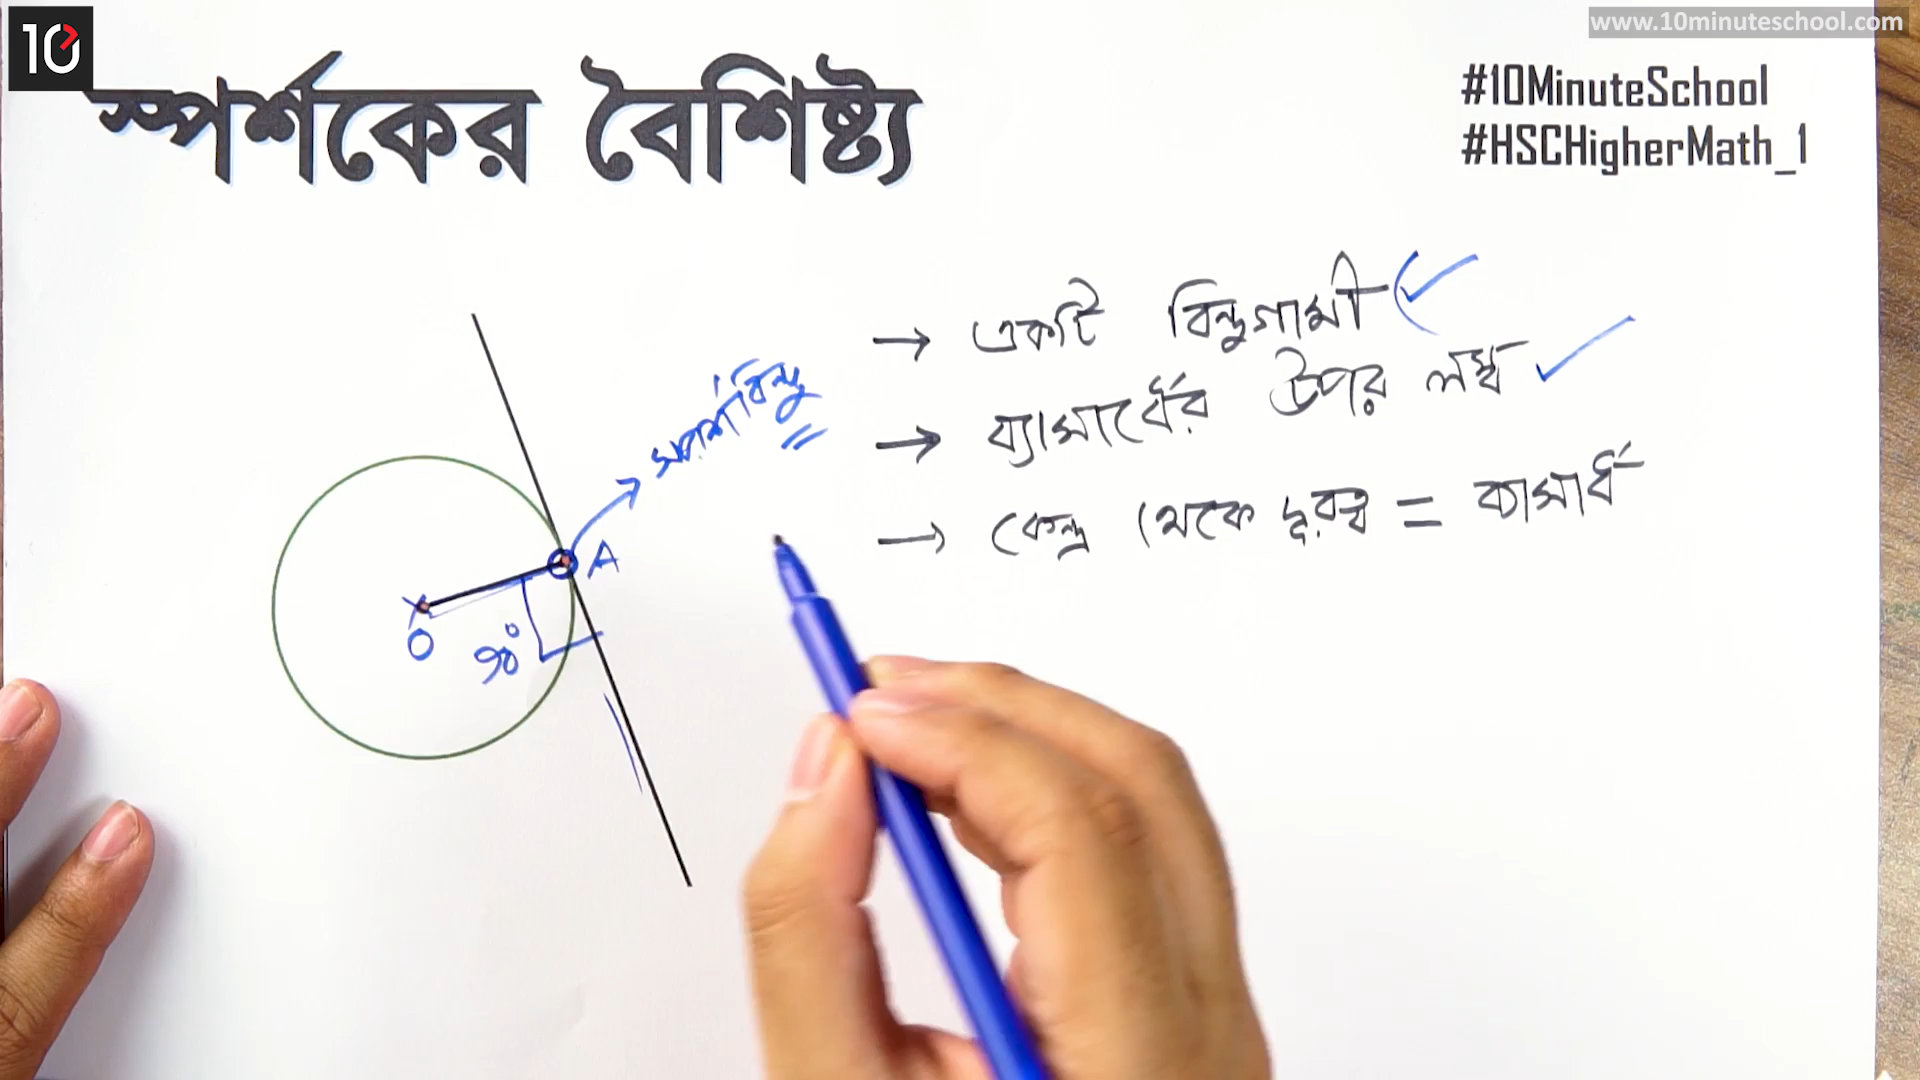 10
www.10minuteschool.com
স্পর্শকের বৈশিষ্ট্য
#10MinuteSchool
#HSCHigherMath_1
→ একটি বিন্দুগামী
→ ব্যাসার্ধের উপর লম্ব
→ কেন্দ্র থেকে দূরত্ব = ব্যাসার্ধ
স্পর্শবিন্দু
A
O
90°